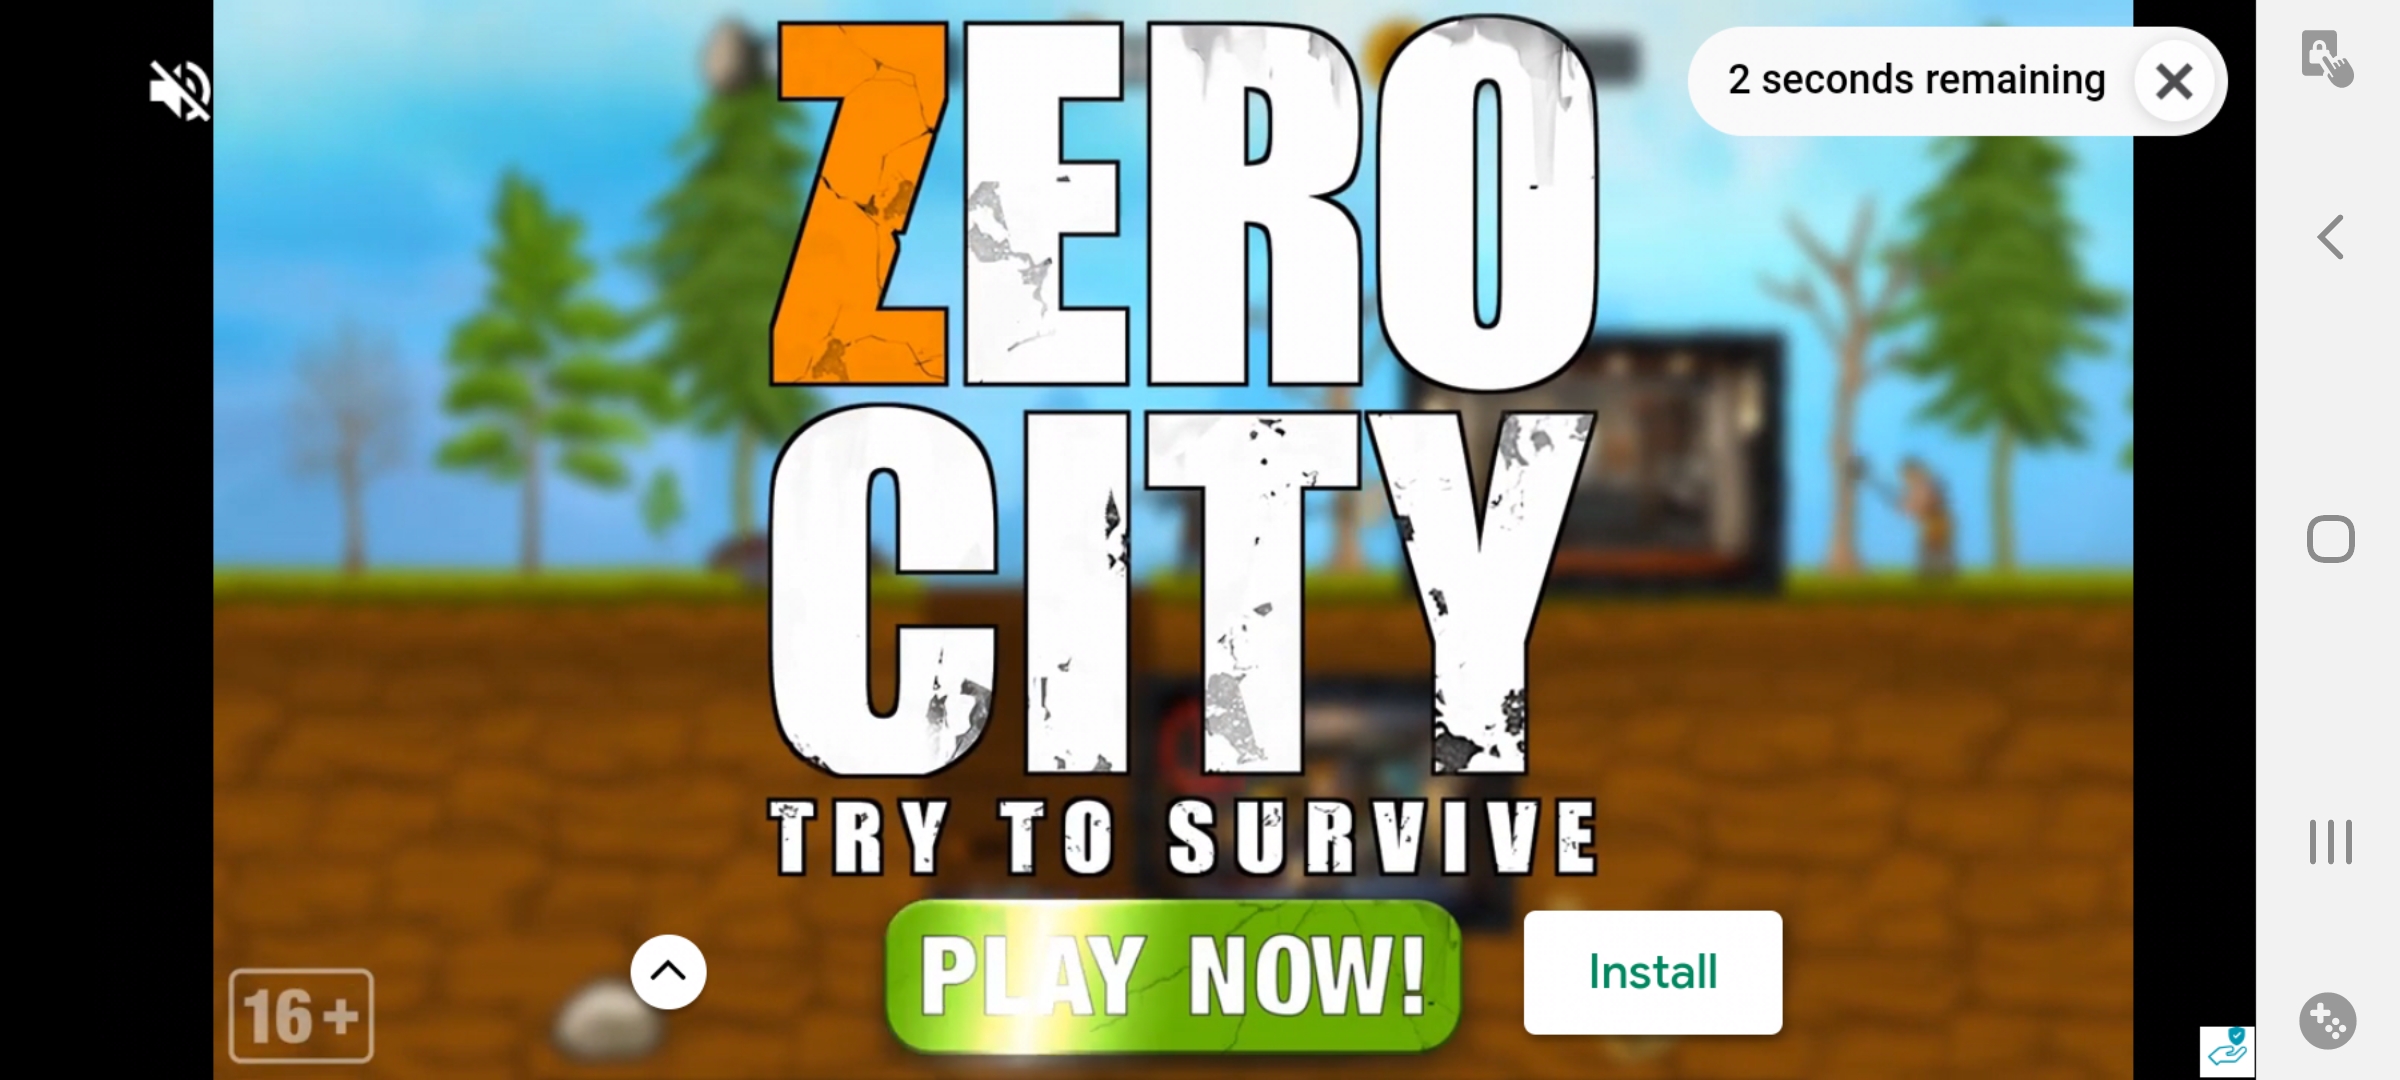 2 seconds remaining
ZERO
CITY
TRY TO SURVIVE
PLAY NOW!
Install
16+